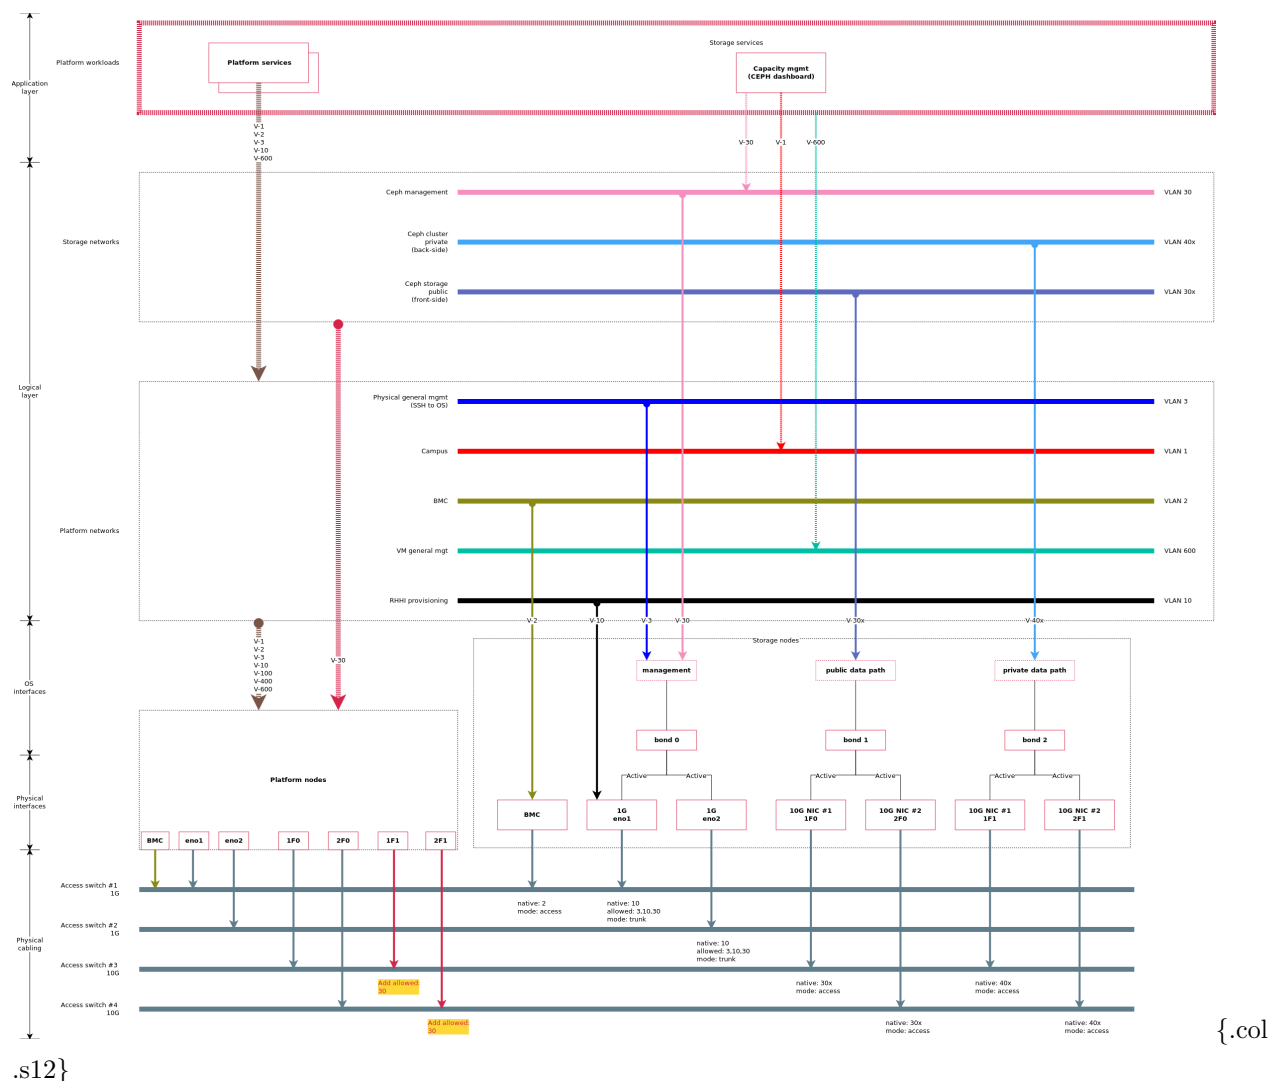 Platform workloads
Storage services
Platform services
Capacity mgmt
(CEPH dashboard)
Application
layer
V-1
V-2
V-3
V-10
V-600
V-30
V-1
V-600
Ceph management
VLAN 30
Storage networks
Ceph cluster
private
(back-side)
VLAN 40x
Ceph storage
public
(front-side)
VLAN 30x
Logical
layer
Physical general mgmt
(SSH to OS)
VLAN 3
Campus
VLAN 1
BMC
VLAN 2
Platform networks
VM general mgt
VLAN 600
RHHI provisioning
VLAN 10
V-2
V-10
V-3
V-30
V-30x
V-40x
V-1
V-2
V-3
V-10
V-100
V-400
V-600
V-30
Storage nodes
OS
interfaces
management
public data path
private data path
bond 0
bond 1
bond 2
Platform nodes
Active
Active
Active
Active
Active
Active
Physical
interfaces
BMC
1G
eno1
1G
eno2
10G NIC #1
1F0
10G NIC #2
2F0
10G NIC #1
1F1
10G NIC #2
2F1
BMC
eno1
eno2
1F0
2F0
1F1
2F1
Physical
cabling
Access switch #1
1G
native: 2
mode: access
native: 10
allowed: 3,10,30
mode: trunk
Access switch #2
1G
native: 10
allowed: 3,10,30
mode: trunk
Access switch #3
10G
Add allowed:
30
native: 30x
mode: access
native: 40x
mode: access
Access switch #4
10G
Add allowed:
30
native: 30x
mode: access
native: 40x
mode: access
{.col
.s12}